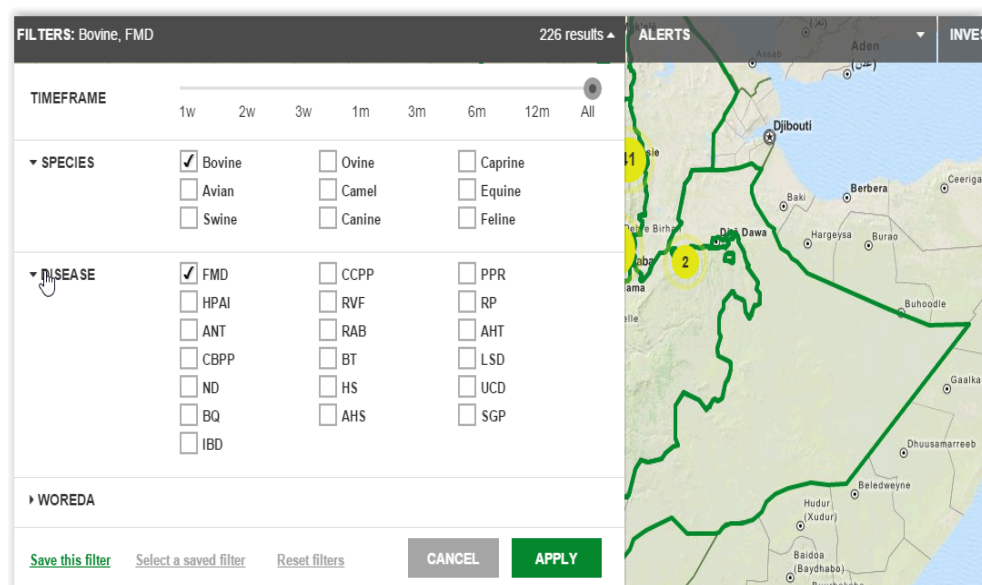 FILTERS: Bovine, FMD 226 results
ALERTS
TIMEFRAME
1w 2w 3w 1m 3m 6m 12m All
SPECIES
Bovine Ovine Caprine
Avian Camel Equine
Swine Canine Feline
DISEASE
FMD CCPP PPR
HPAI RVF RP
ANT RAB AHT
CBPP BT LSD
ND HS UCD
BQ AHS SGP
IBD
WOREDA
Save this filter Select a saved filter Reset filters CANCEL APPLY
Assab
Aden
(عدن)
Djibouti
41
Baki
Berbera
Ceeriga
Dawa
Hargeysa
Burao
2
Buhoodle
Gaalka
Dhuusamarreeb
Beledweyne
Hudur
(Xudur)
Baidoa
(Baydhabo)